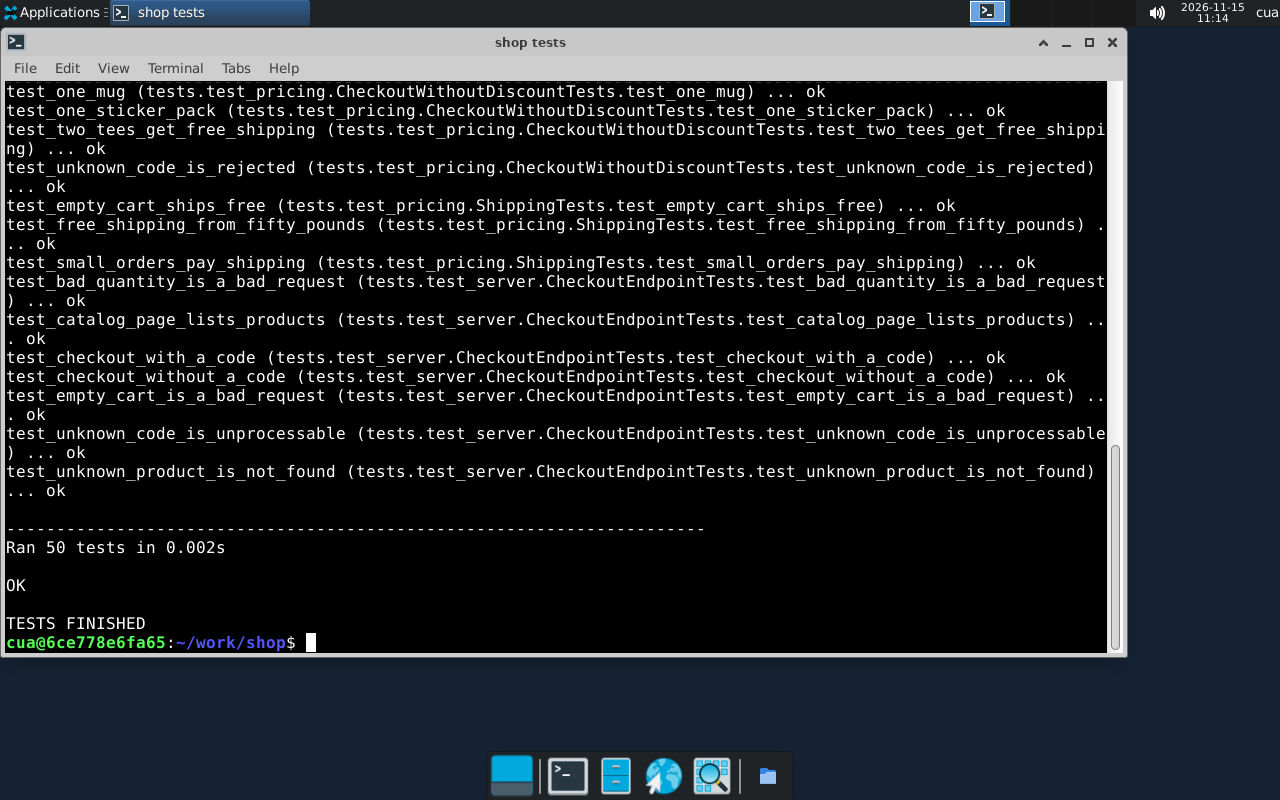 Applications
shop tests
2026-11-15
11:14
cua
shop tests
File Edit View Terminal Tabs Help
test_one_mug (tests.test_pricing.CheckoutWithoutDiscountTests.test_one_mug) ... ok
test_one_sticker_pack (tests.test_pricing.CheckoutWithoutDiscountTests.test_one_sticker_pack) ... ok
test_two_tees_get_free_shipping (tests.test_pricing.CheckoutWithoutDiscountTests.test_two_tees_get_free_shippi
ng) ... ok
test_unknown_code_is_rejected (tests.test_pricing.CheckoutWithoutDiscountTests.test_unknown_code_is_rejected)
... ok
test_empty_cart_ships_free (tests.test_pricing.ShippingTests.test_empty_cart_ships_free) ... ok
test_free_shipping_from_fifty_pounds (tests.test_pricing.ShippingTests.test_free_shipping_from_fifty_pounds) .
.. ok
test_small_orders_pay_shipping (tests.test_pricing.ShippingTests.test_small_orders_pay_shipping) ... ok
test_bad_quantity_is_a_bad_request (tests.test_server.CheckoutEndpointTests.test_bad_quantity_is_a_bad_request
) ... ok
test_catalog_page_lists_products (tests.test_server.CheckoutEndpointTests.test_catalog_page_lists_products) ..
. ok
test_checkout_with_a_code (tests.test_server.CheckoutEndpointTests.test_checkout_with_a_code) ... ok
test_checkout_without_a_code (tests.test_server.CheckoutEndpointTests.test_checkout_without_a_code) ... ok
test_empty_cart_is_a_bad_request (tests.test_server.CheckoutEndpointTests.test_empty_cart_is_a_bad_request) ..
. ok
test_unknown_code_is_unprocessable (tests.test_server.CheckoutEndpointTests.test_unknown_code_is_unprocessable
) ... ok
test_unknown_product_is_not_found (tests.test_server.CheckoutEndpointTests.test_unknown_product_is_not_found)
... ok
----------------------------------------------------------------------
Ran 50 tests in 0.002s
OK
TESTS FINISHED
cua@6ce778e6fa65:~/work/shop$